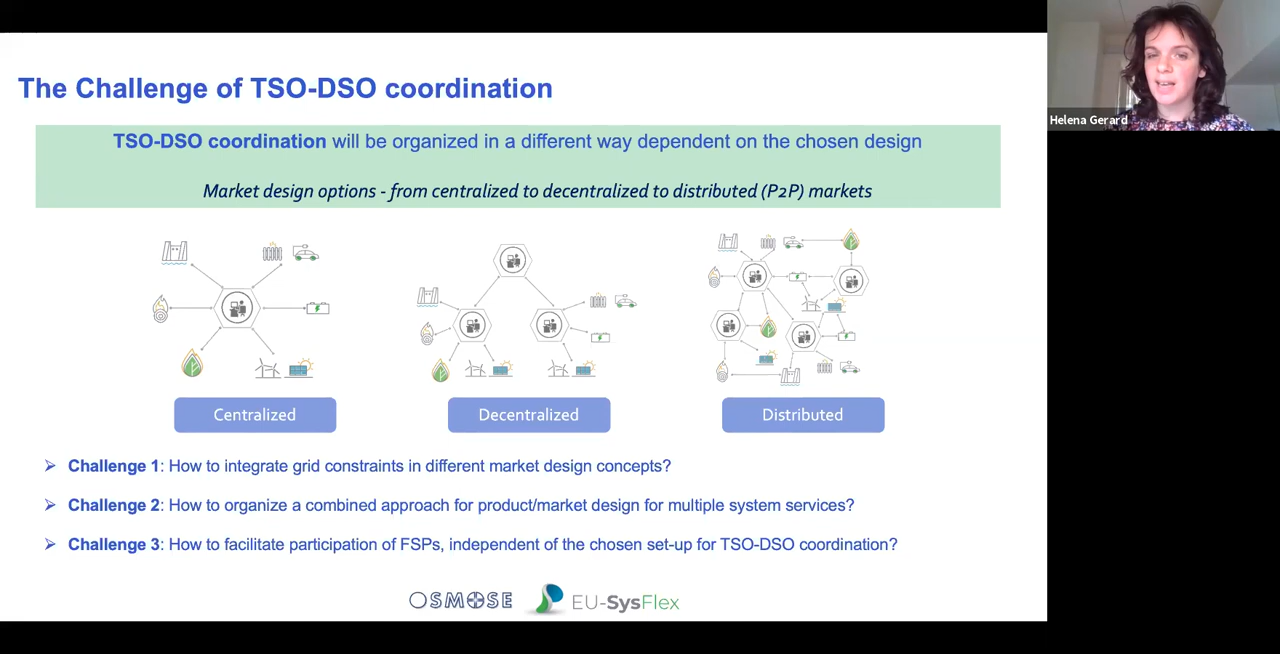 The Challenge of TSO-DSO coordination
TSO-DSO coordination will be organized in a different way dependent on the chosen design
Market design options - from centralized to decentralized to distributed (P2P) markets
Centralized
Decentralized
Distributed
Challenge 1: How to integrate grid constraints in different market design concepts?
Challenge 2: How to organize a combined approach for product/market design for multiple system services?
Challenge 3: How to facilitate participation of FSPs, independent of the chosen set-up for TSO-DSO coordination?
OSMOSE
EU-SysFlex
Helena Gerard